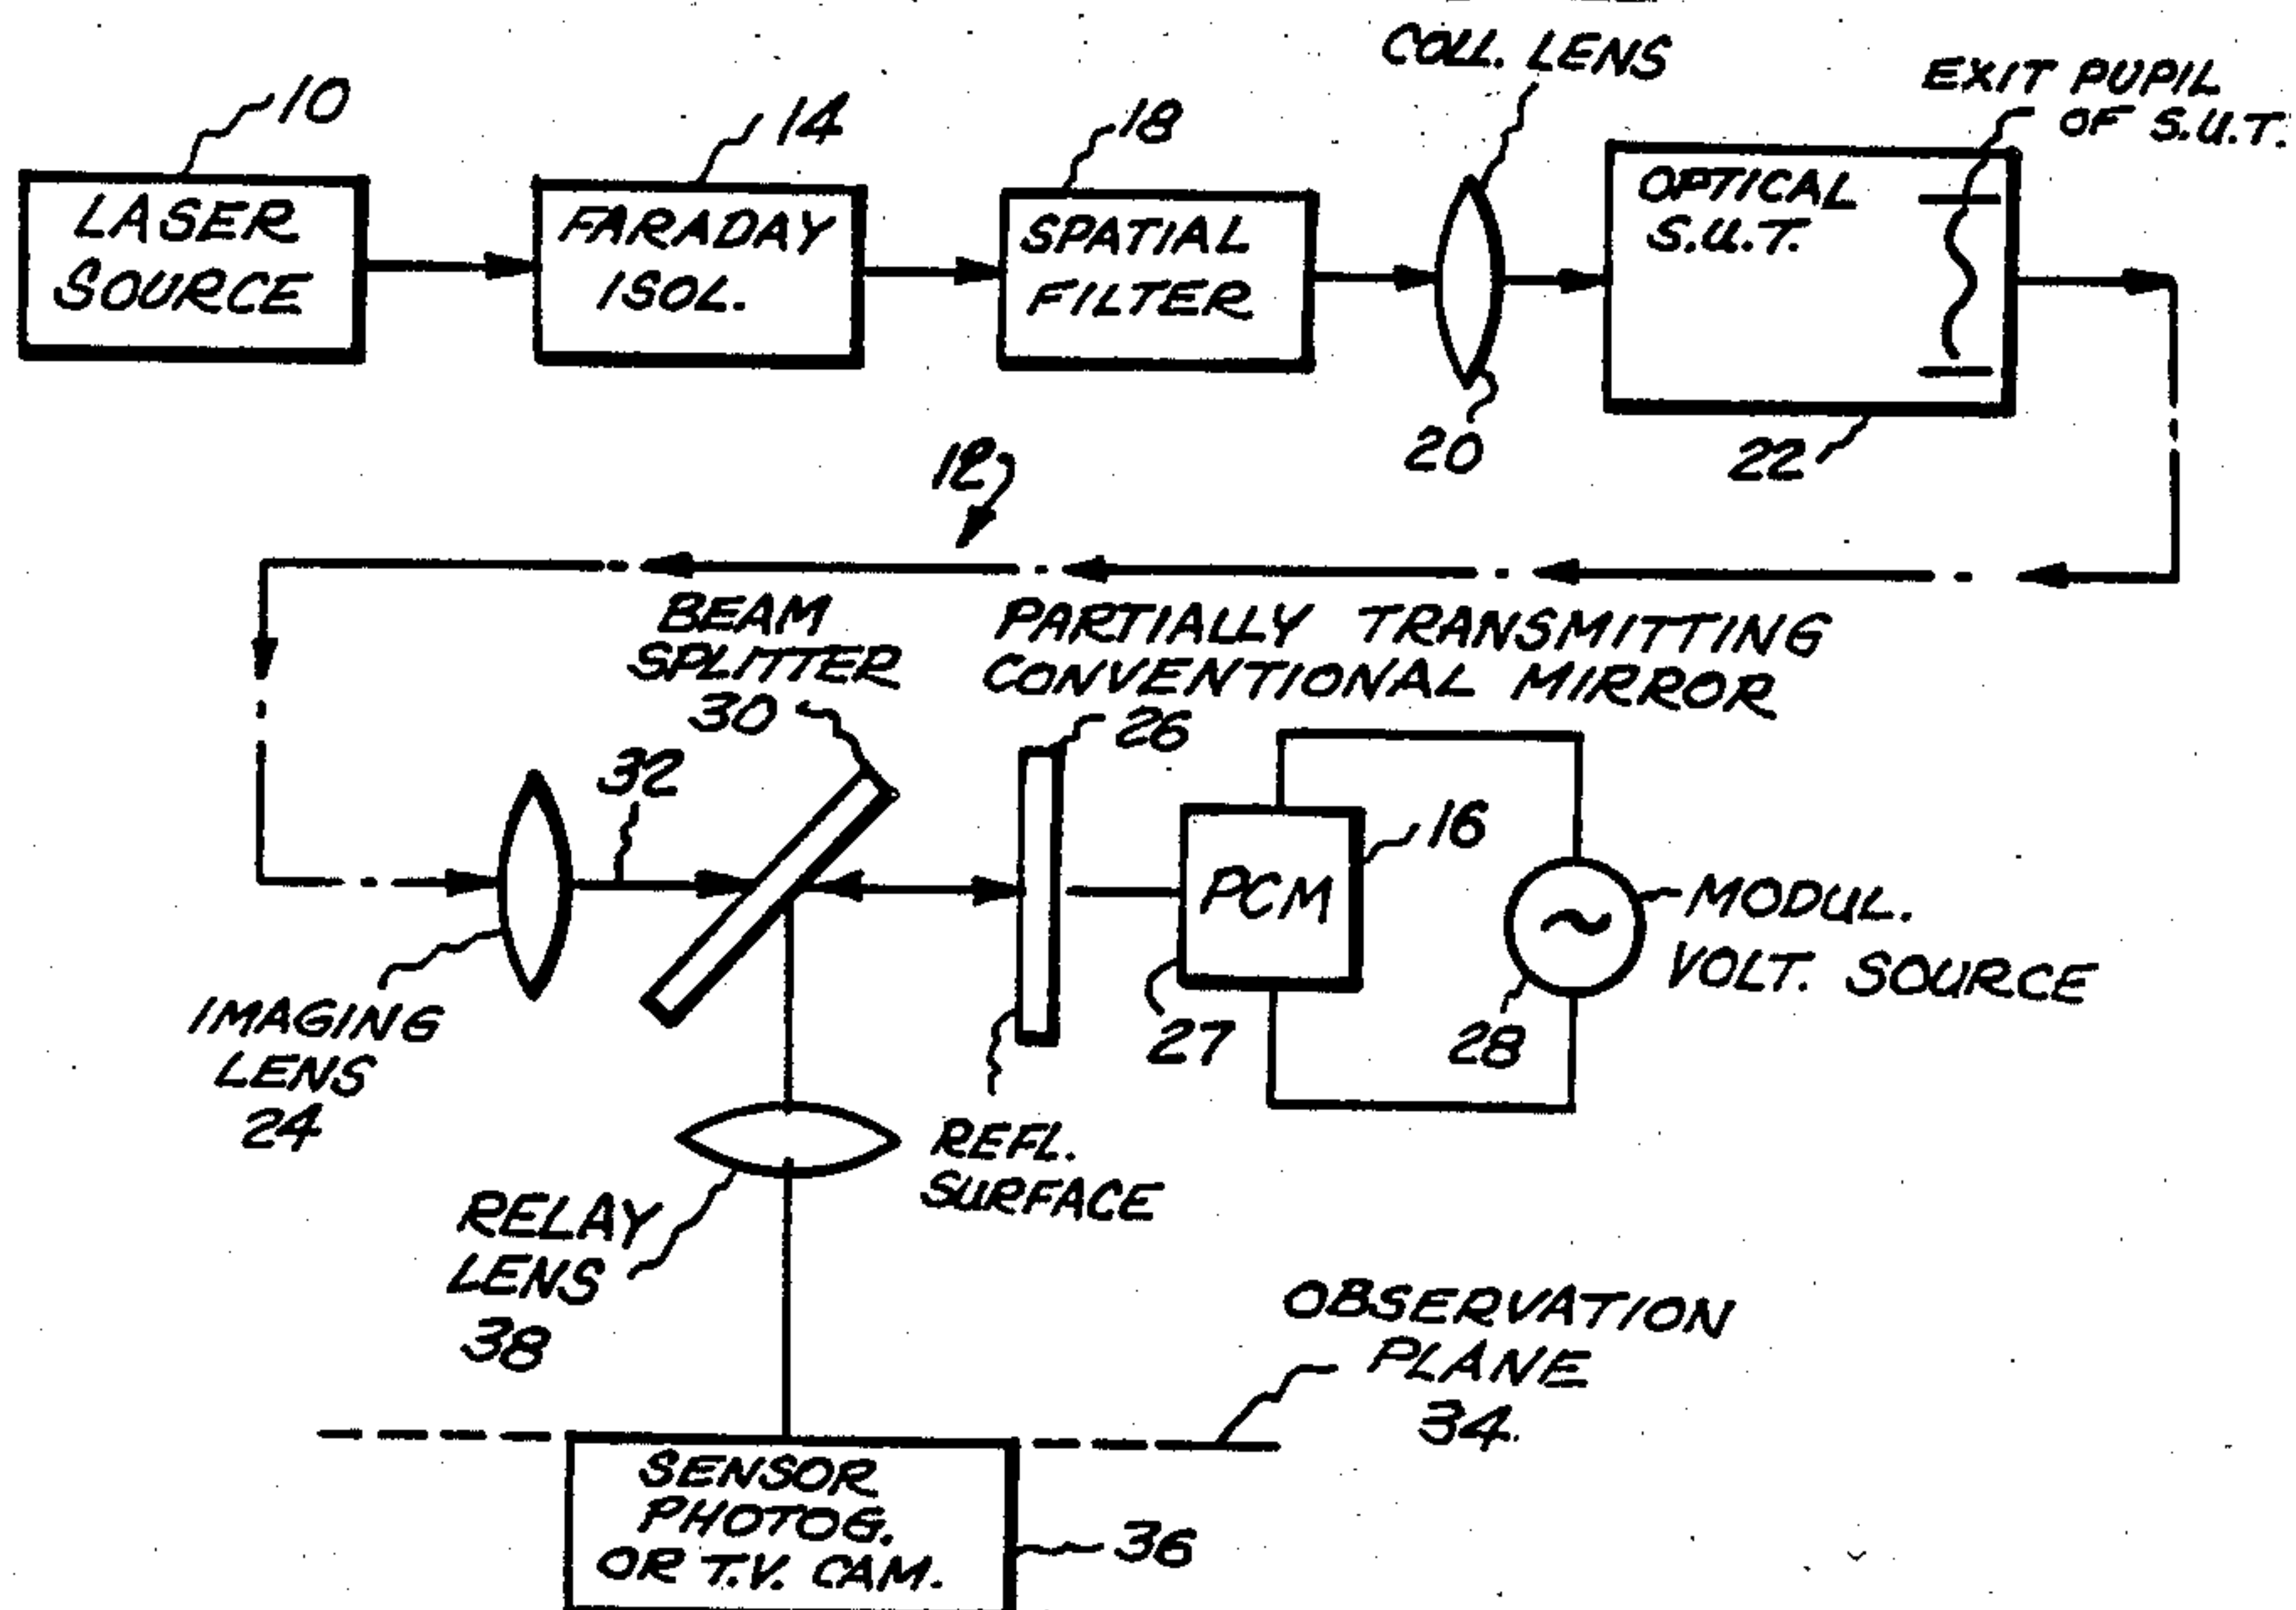 10
14
18
COLL. LENS
EXIT PUPIL
OF S.U.T.
LASER
SOURCE
FARADAY
ISOL.
SPATIAL
FILTER
OPTICAL
S.U.T.
20
22
12
BEAM
SPLITTER
30
PARTIALLY TRANSMITTING
CONVENTIONAL MIRROR
26
32
16
PCM
~
MODUL.
VOLT. SOURCE
27
28
IMAGING
LENS
24
REFL.
SURFACE
RELAY
LENS
38
OBSERVATION
PLANE
34.
SENSOR
PHOTOG.
OR T.V. CAM.
36